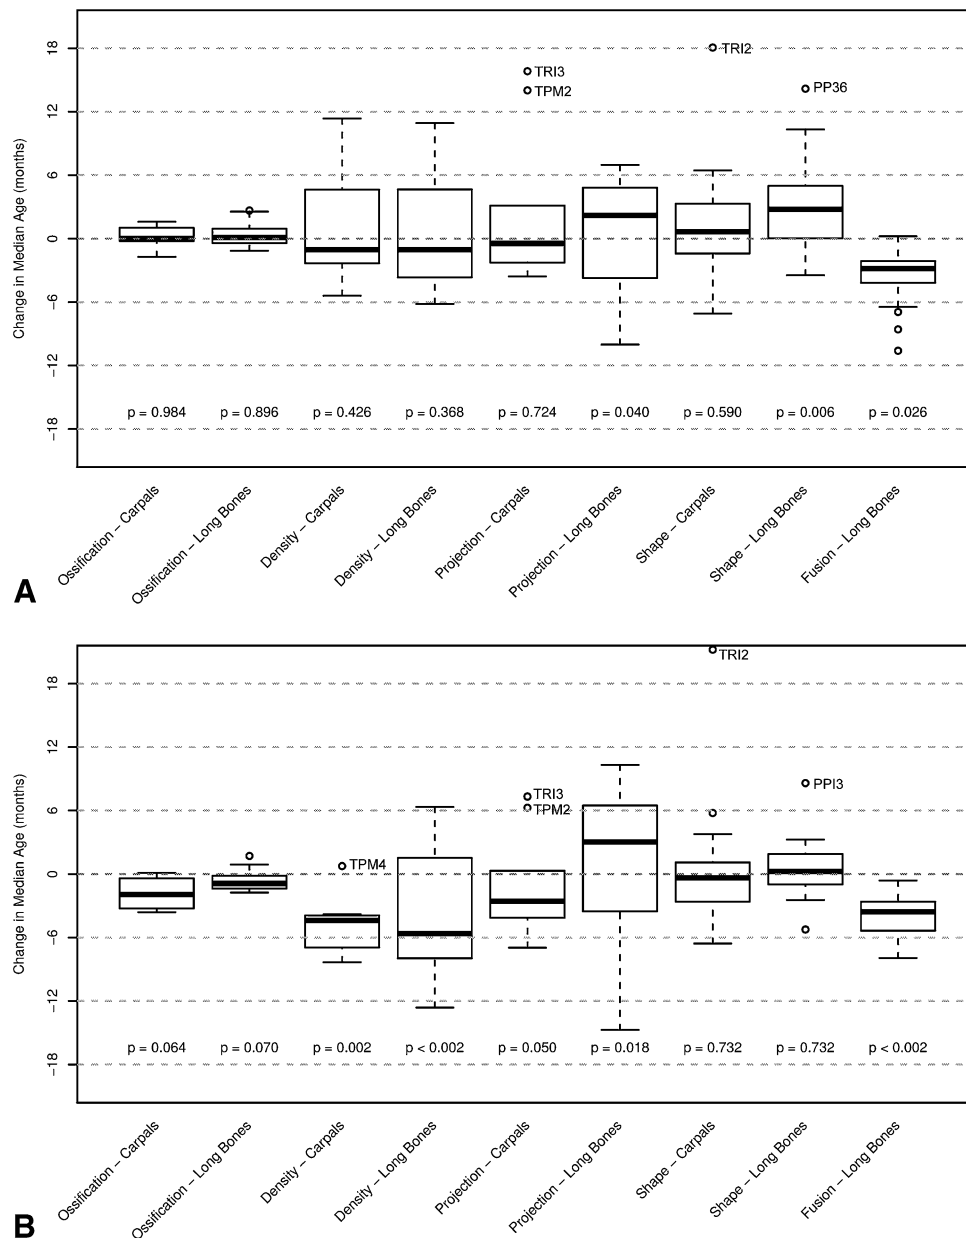 18
12
6
0
−6
−12
−18
Change in Median Age (months)
TRI3
TPM2
TRI2
PP36
p = 0.984 p = 0.896 p = 0.426 p = 0.368 p = 0.724 p = 0.040 p = 0.590 p = 0.006 p = 0.026
Ossification − Carpals
Ossification − Long Bones
Density − Carpals
Density − Long Bones
Projection − Carpals
Projection − Long Bones
Shape − Carpals
Shape − Long Bones
Fusion − Long Bones
A
18
12
6
0
−6
−12
−18
Change in Median Age (months)
TPM4
TRI3
TPM2
TRI2
PPI3
p = 0.064 p = 0.070 p = 0.002 p < 0.002 p = 0.050 p = 0.018 p = 0.732 p = 0.732 p < 0.002
Ossification − Carpals
Ossification − Long Bones
Density − Carpals
Density − Long Bones
Projection − Carpals
Projection − Long Bones
Shape − Carpals
Shape − Long Bones
Fusion − Long Bones
B